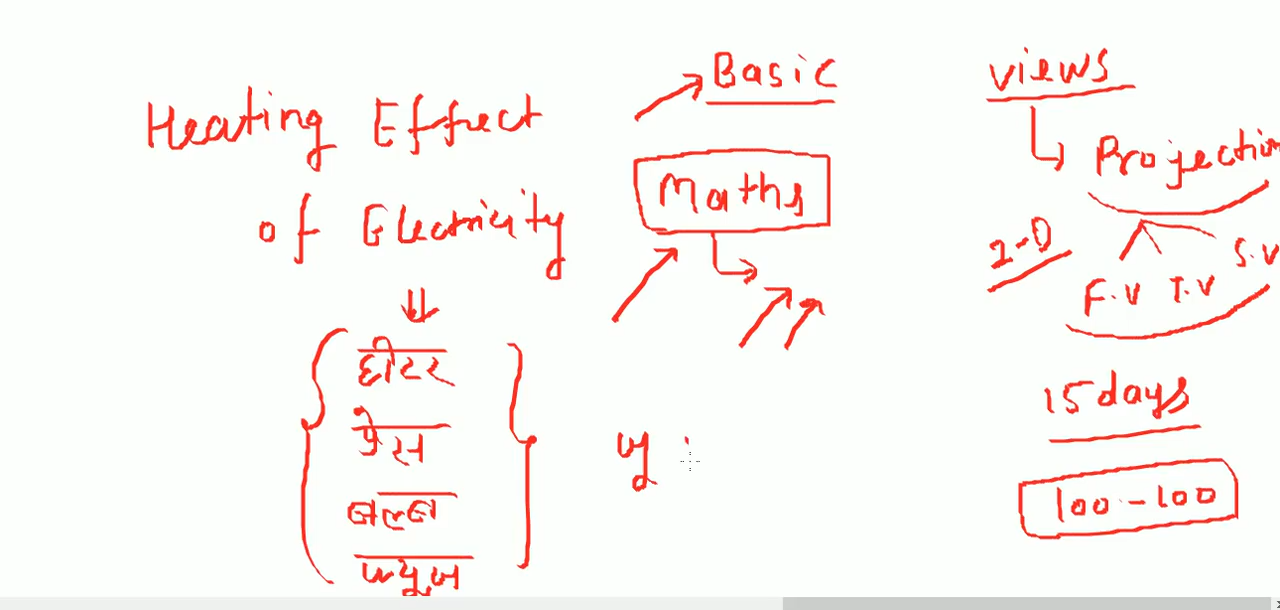 Heating Effect
of Electricity
हीटर
प्रेस
बल्ब
फ्यूज
Basic
Maths
views
Projection
2-D
F.V T.V S.V
15 days
100-100